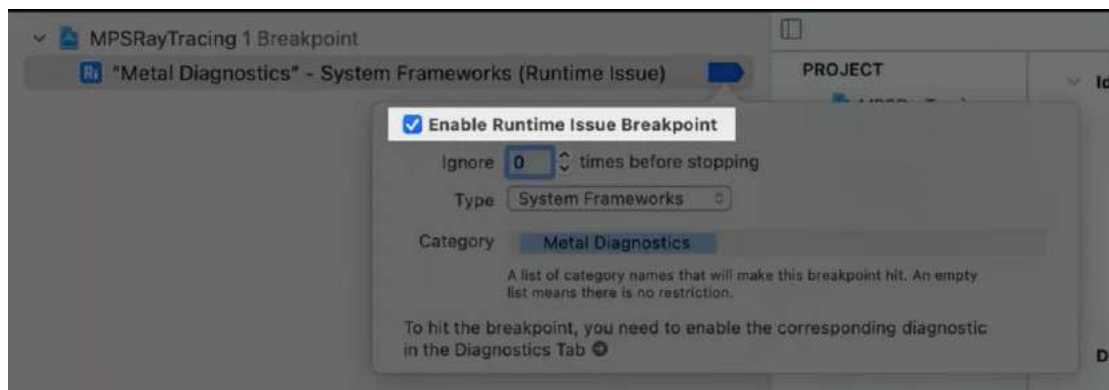 MPSRayTracing 1 Breakpoint
"Metal Diagnostics" - System Frameworks (Runtime Issue)
PROJECT
Enable Runtime Issue Breakpoint
Ignore 0 times before stopping
Type System Frameworks
Category Metal Diagnostics
A list of category names that will make this breakpoint hit. An empty
list means there is no restriction.
To hit the breakpoint, you need to enable the corresponding diagnostic
in the Diagnostics Tab